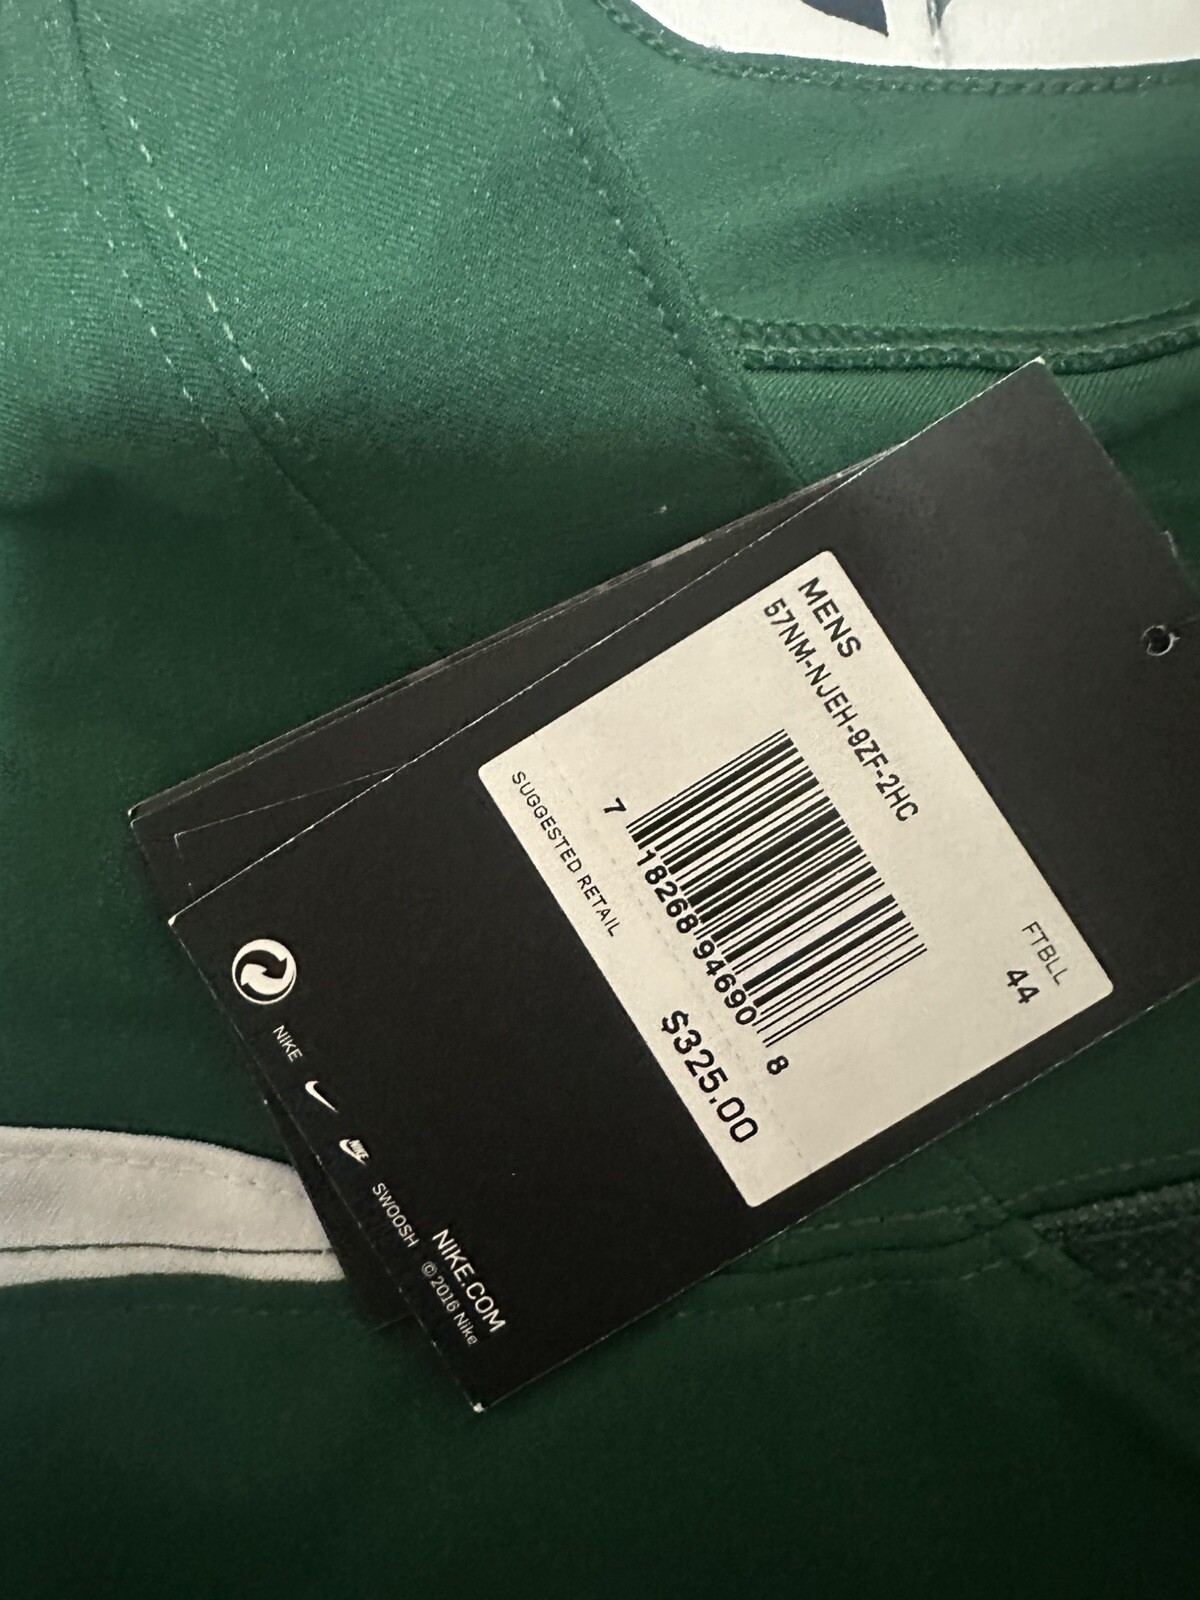 MENS
57NM-NJEH-9ZF-2HC
FTBLL
44
7 18268 94690 8
SUGGESTED RETAIL
$325.00
NIKE
NIKE
SWOOSH
NIKE.COM
© 2016 Nike